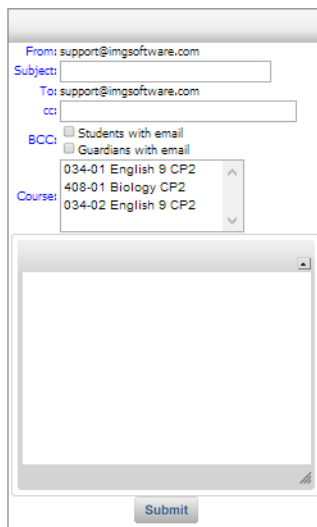 From: support@imgsoftware.com
Subject:
To: support@imgsoftware.com
cc:
BCC: Students with email
Guardians with email
Course: 034-01 English 9 CP2
408-01 Biology CP2
034-02 English 9 CP2
Submit